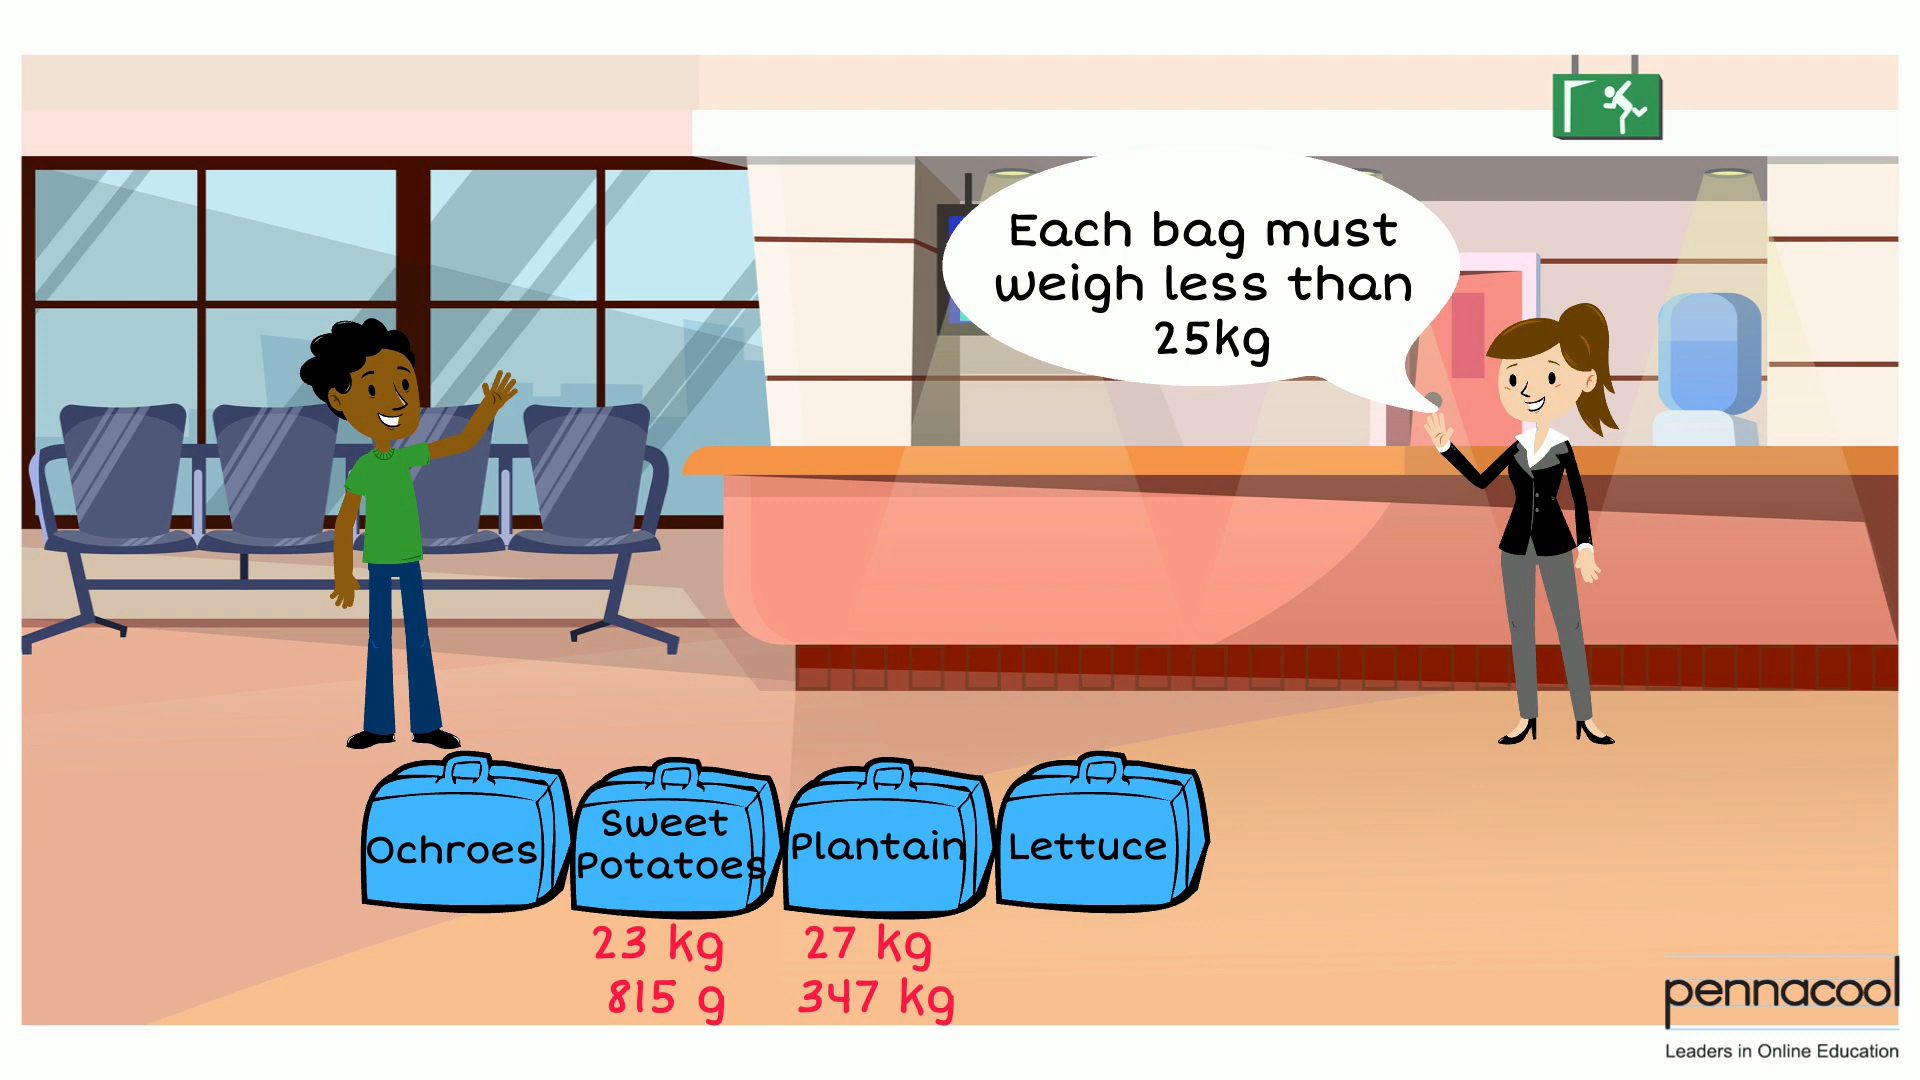 Each bag must
weigh less than
25kg
Ochroes
Sweet
Potatoes
Plantain
Lettuce
23 kg
815 g
27 kg
347 kg
pennacool
Leaders in Online Education